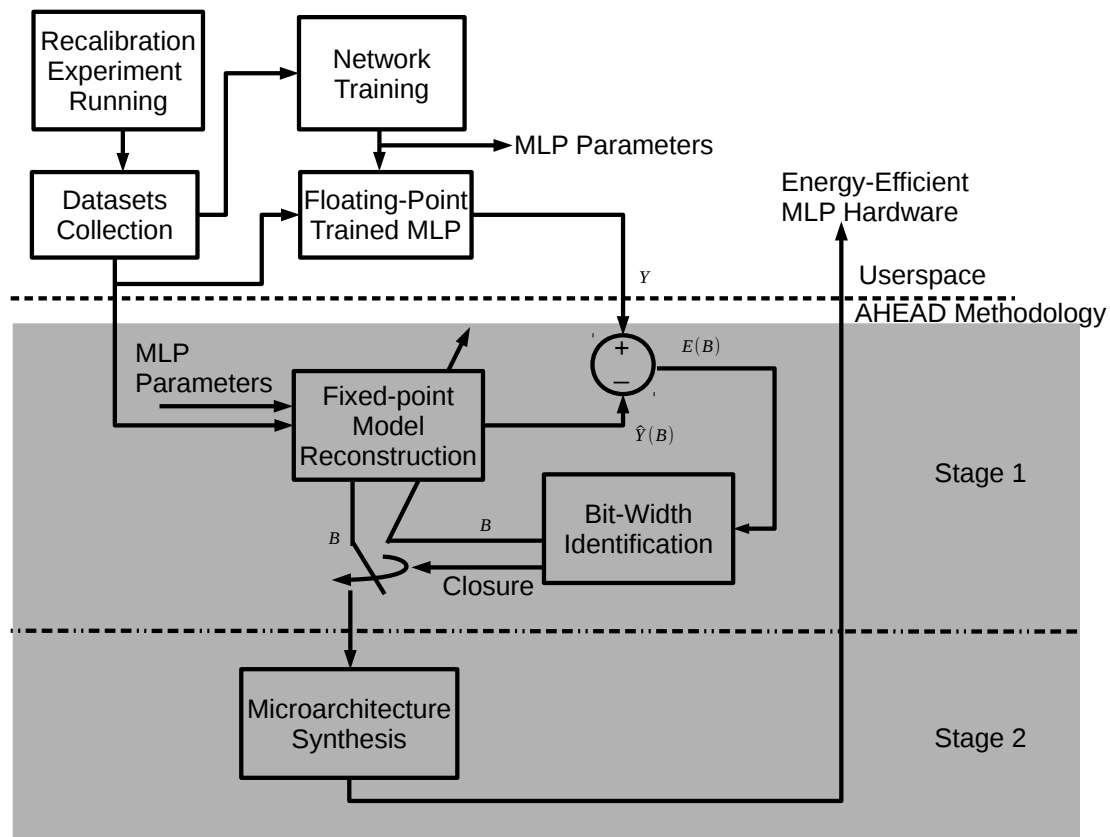 Recalibration
Experiment
Running
Network
Training
MLP Parameters
Datasets
Collection
Floating-Point
Trained MLP
Energy-Efficient
MLP Hardware
Y
Userspace
AHEAD Methodology
MLP
Parameters
+
−
E(B)
Fixed-point
Model
Reconstruction
Ŷ(B)
Stage 1
B
B
Bit-Width
Identification
Closure
Microarchitecture
Synthesis
Stage 2